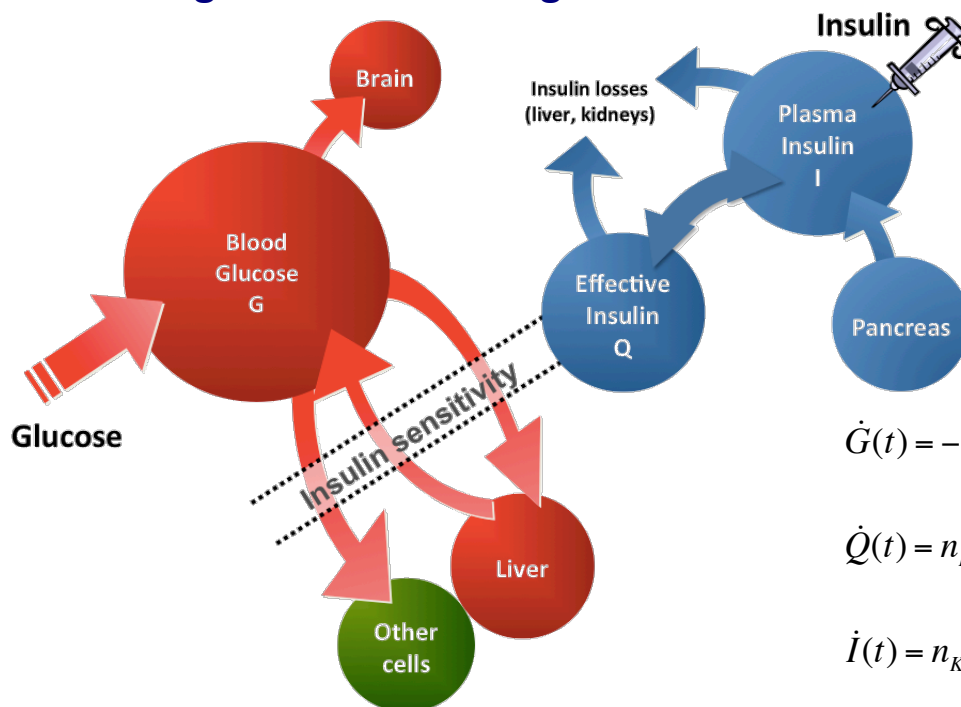 Insulin
Brain
Insulin losses
(liver, kidneys)
Plasma
Insulin
I
Blood
Glucose
G
Effective
Insulin
Q
Pancreas
Glucose
Insulin sensitivity
Ġ(t) = −
Q̇(t) = n
İ(t) = n_K
Liver
Other
cells